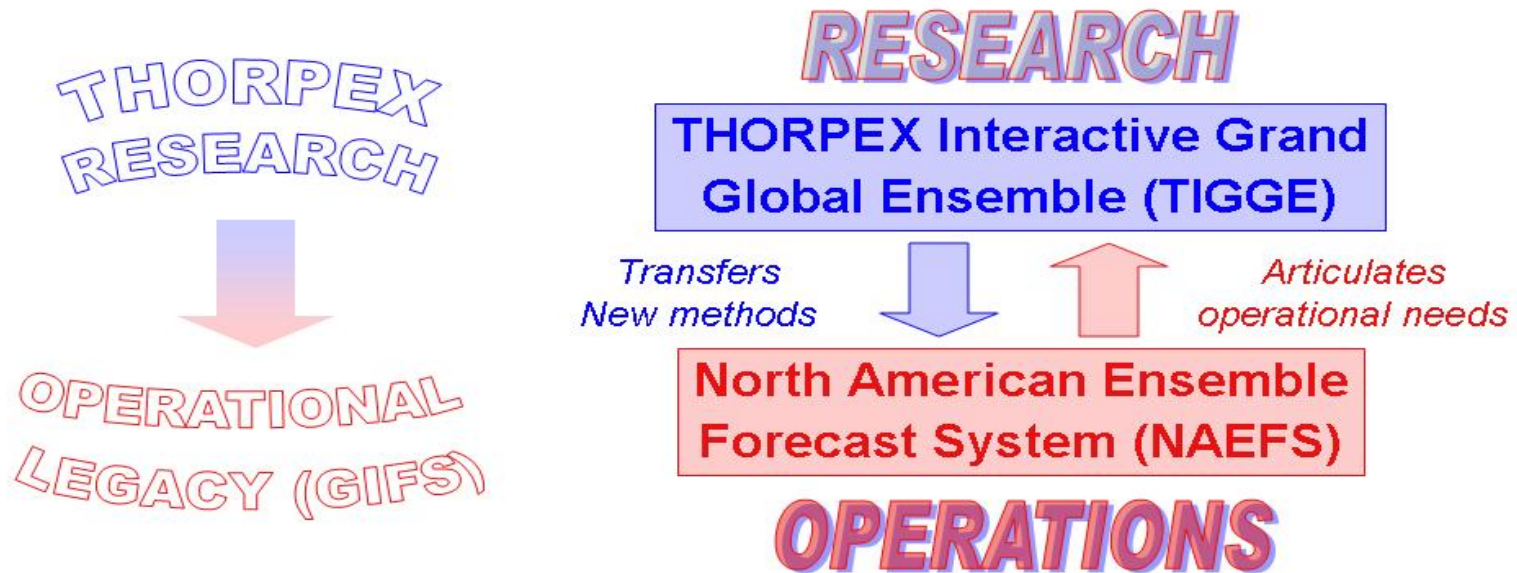 THORPEX
RESEARCH
OPERATIONAL
LEGACY (GIFS)
RESEARCH
THORPEX Interactive Grand
Global Ensemble (TIGGE)
Transfers
New methods
Articulates
operational needs
North American Ensemble
Forecast System (NAEFS)
OPERATIONS